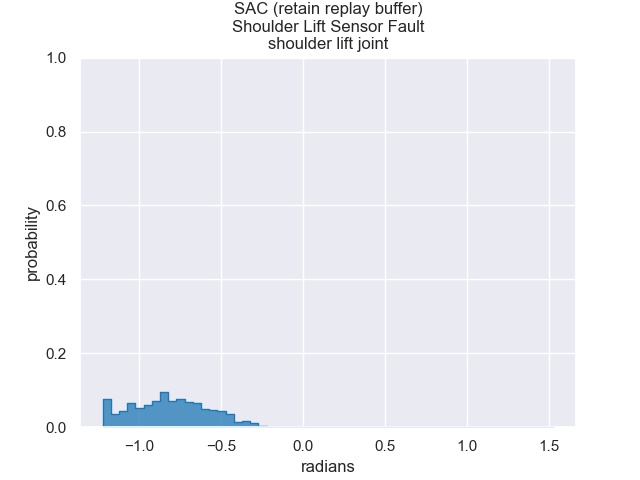 SAC (retain replay buffer)
Shoulder Lift Sensor Fault
shoulder lift joint
1.0
0.8
0.6
0.4
0.2
0.0
probability
−1.0 −0.5 0.0 0.5 1.0 1.5
radians